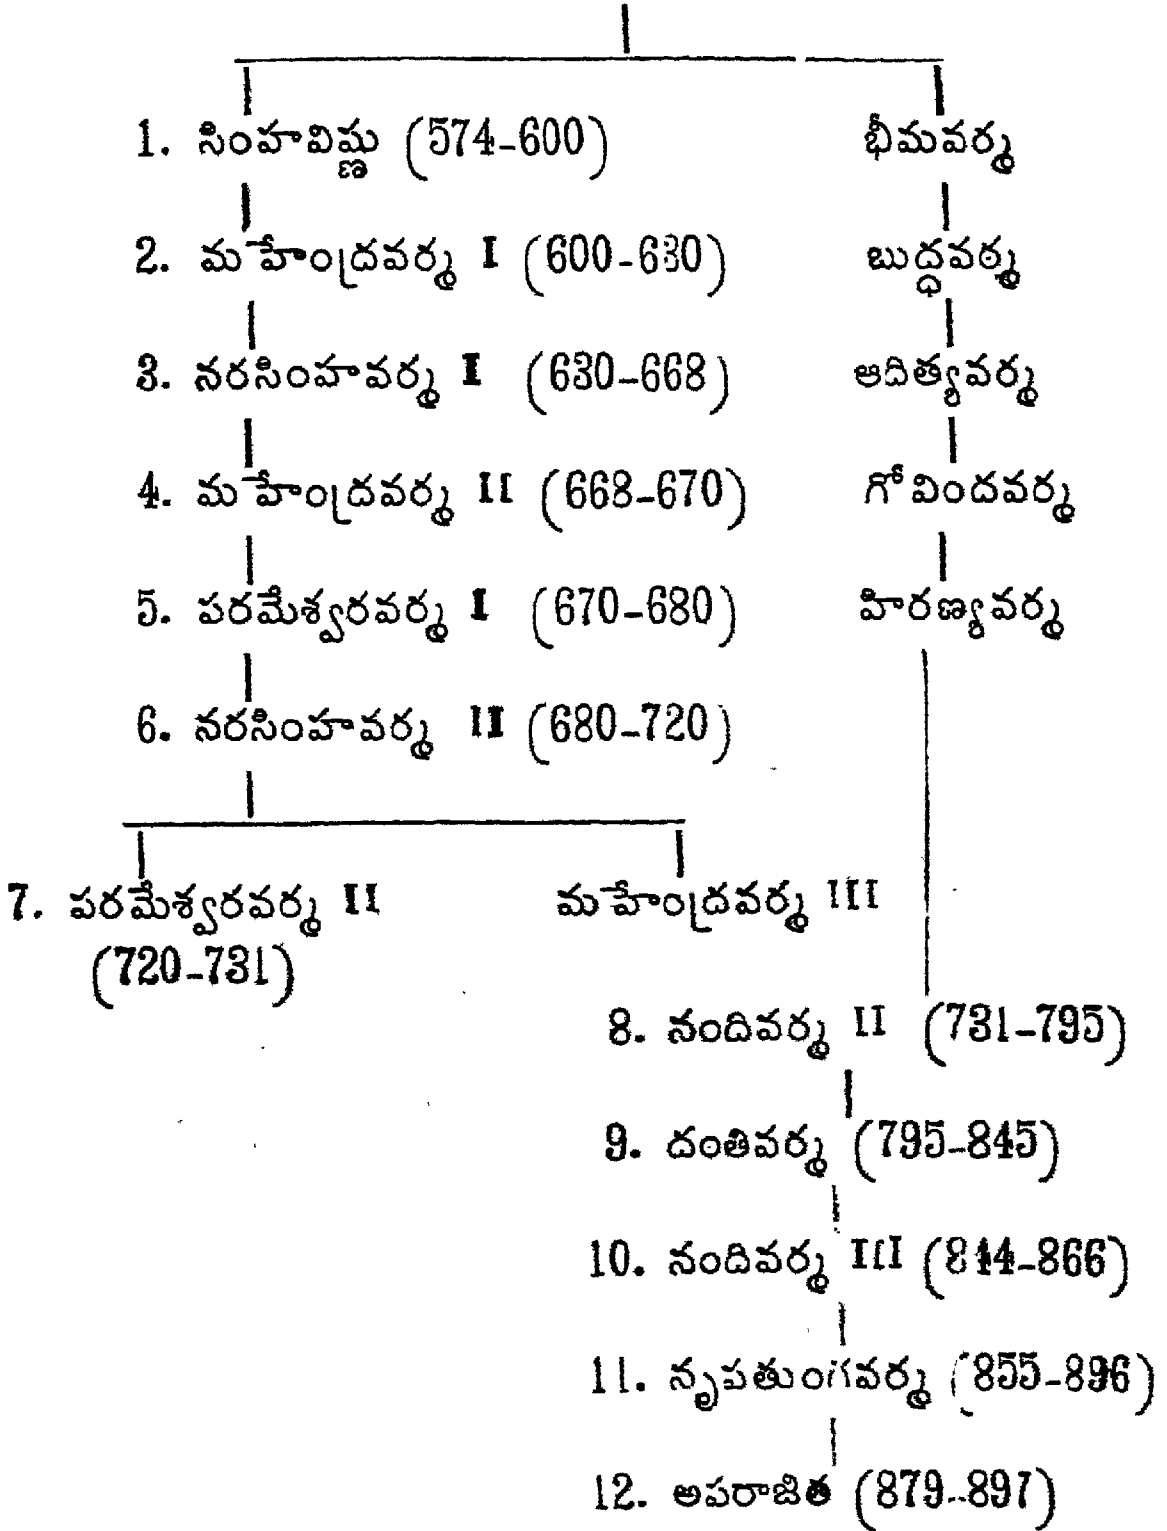 1. సింహవిష్ణు (574-600) భీమవర్మ
2. మహేంద్రవర్మ I (600-630) బుద్ధవర్మ
3. నరసింహవర్మ I (630-668) ఆదిత్యవర్మ
4. మహేంద్రవర్మ II (668-670) గోవిందవర్మ
5. పరమేశ్వరవర్మ I (670-680) హిరణ్యవర్మ
6. నరసింహవర్మ II (680-720)
7. పరమేశ్వరవర్మ II మహేంద్రవర్మ III
(720-731)
8. నందివర్మ II (731-795)
9. దంతివర్మ (795-845)
10. నందివర్మ III (844-866)
11. నృపతుంగవర్మ (855-896)
12. అపరాజిత (879-897)